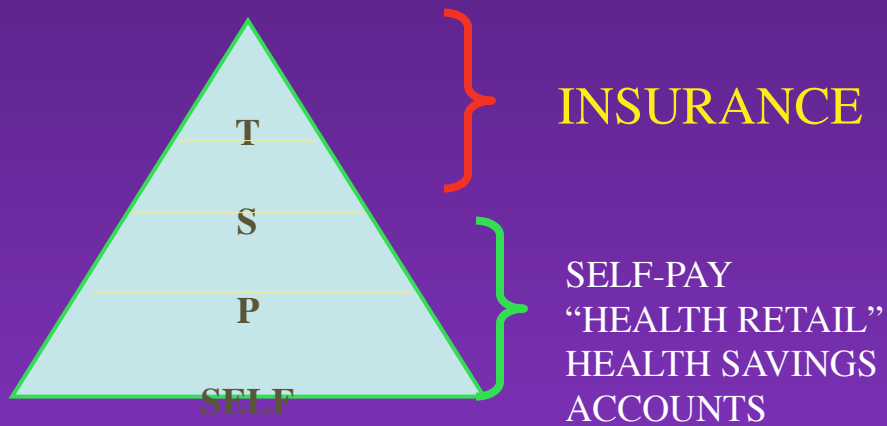 T
S
P
SELF
INSURANCE
SELF-PAY
“HEALTH RETAIL”
HEALTH SAVINGS
ACCOUNTS